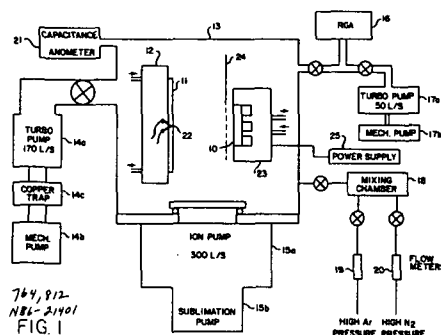 21
CAPACITANCE
ANOMETER
13
RGA
16
12
11
24
TURBO PUMP
50 L/S
17a
MECH. PUMP
17b
TURBO
PUMP
170 L/S
14a
22
10
23
25
POWER SUPPLY
COPPER
TRAP
14c
MIXING
CHAMBER
18
MECH.
PUMP
14b
ION PUMP
300 L/S
15a
FLOW
METERS
19
20
SUBLIMATION
PUMP
15b
HIGH Ar
PRESSURE
HIGH N2
PRESSURE
764,812
N86-21401
FIG. 1